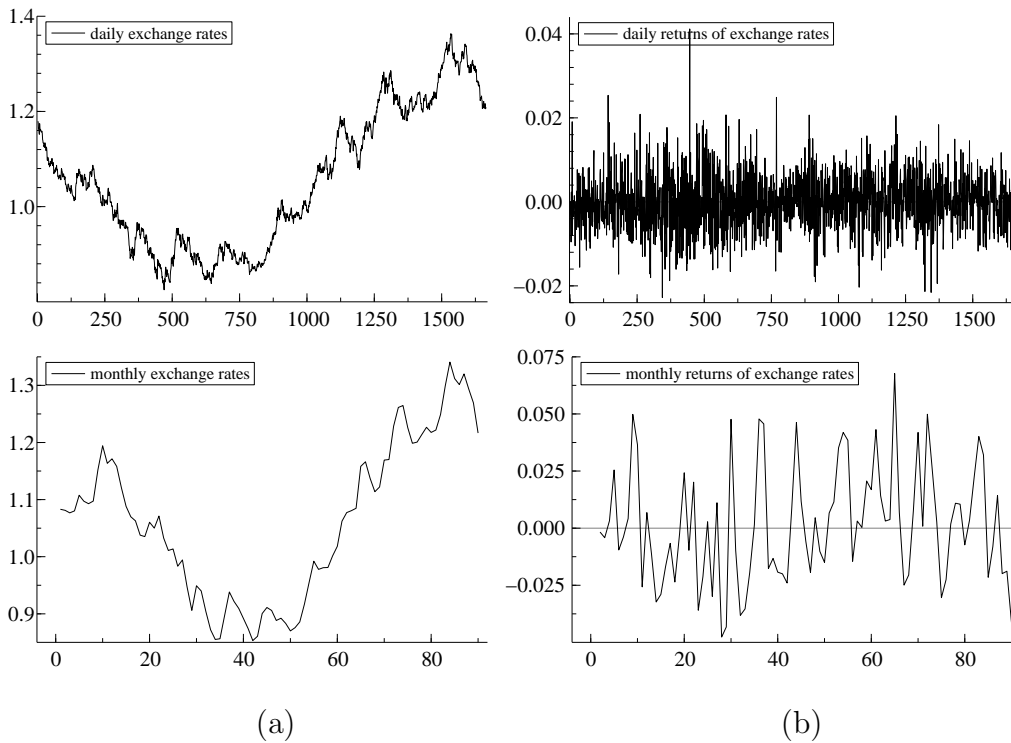 1.4
daily exchange rates
1.2
1.0
0 250 500 750 1000 1250 1500
0.04
daily returns of exchange rates
0.02
0.00
−0.02
0 250 500 750 1000 1250 1500
monthly exchange rates
1.3
1.2
1.1
1.0
0.9
0 20 40 60 80
0.075
monthly returns of exchange rates
0.050
0.025
0.000
−0.025
0 20 40 60 80
(a) (b)